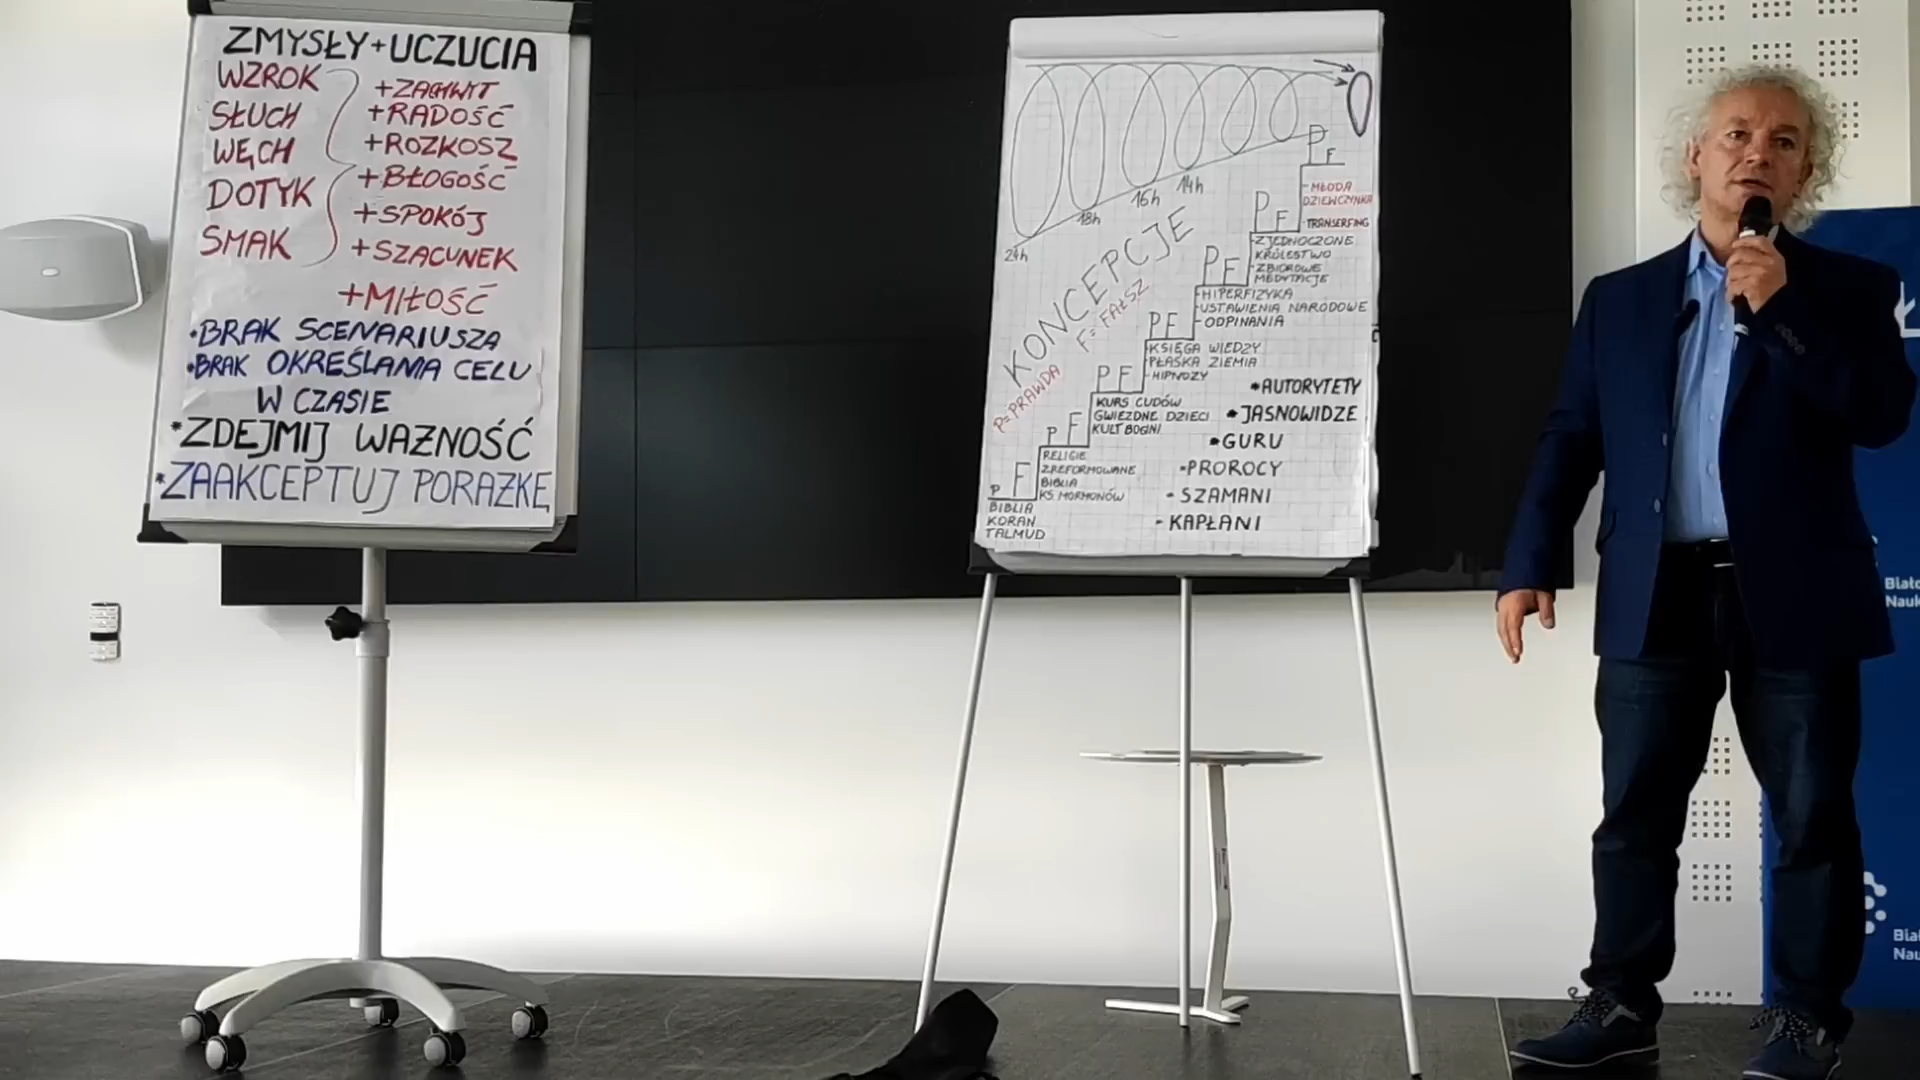 ZMYSŁY+UCZUCIA
WZROK
SŁUCH
WĘCH
DOTYK
SMAK
+ZACHWYT
+RADOŚĆ
+ROZKOSZ
+BŁOGOŚĆ
+SPOKÓJ
+SZACUNEK
+MIŁOŚĆ
•BRAK SCENARIUSZA
•BRAK OKREŚLANIA CELU
W CZASIE
*ZDEJMIJ WAŻNOŚĆ
*ZAAKCEPTUJ PORAŻKĘ
24h
18h
16h
14h
KONCEPCJE
P=PRAWDA
F=FAŁSZ
P F
-MŁODA
DZIEWCZYNKA
-TRANSERFING
P F
-ZJEDNOCZONE
KRÓLESTWO
-ZBIOROWE
MEDYTACJE
P F
-HIPERFIZYKA
-USTAWIENIA NARODOWE
-ODPINANIA
P F
-KSIĘGA WIEDZY
-PŁASKA ZIEMIA
-HIPNOZY
P F
KURS CUDÓW
GWIEZDNE DZIECI
KULT BOGINI
P F
RELIGIE
ZREFORMOWANE
BIBLIA
KS. MORMONÓW
P F
BIBLIA
KORAN
TALMUD
•AUTORYTETY
•JASNOWIDZE
•GURU
-PROROCY
-SZAMANI
-KAPŁANI